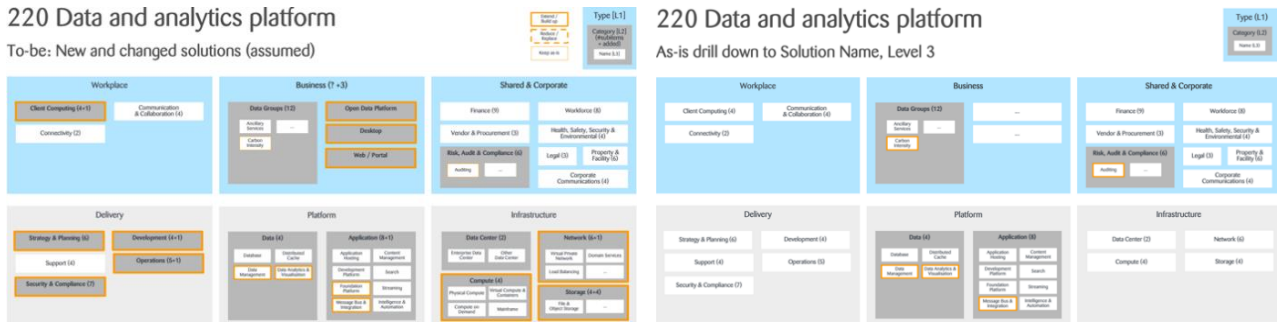 220 Data and analytics platform
To-be: New and changed solutions (assumed)
Extend /
Build up
Reduce /
Replace
Keep as-is
Type [L1]
Category [L2]
(#subitems
+ added)
Name [L3]
Workplace
Client Computing (4+1)
Communication
& Collaboration (4)
Connectivity (2)
Business (7 +3)
Data Groups (12)
Ancillary
Services
...
Carbon
Intensity
Open Data Platform
Desktop
Web / Portal
Shared & Corporate
Finance (9)
Workforce (8)
Vendor & Procurement (3)
Health, Safety, Security &
Environmental (4)
Risk, Audit & Compliance (6)
Auditing
...
Legal (3)
Property &
Facility (6)
Corporate
Communications (4)
Delivery
Strategy & Planning (6)
Development (4+1)
Support (4)
Operations (5+1)
Security & Compliance (7)
Platform
Data (4)
Database
Distributed
Cache
Data
Management
Data Analytics &
Visualisation
Application (8+1)
Application
Hosting
Content
Management
Development
Platform
Search
Foundation
Platform
Streaming
Message Bus &
Integration
Intelligence &
Automation
Infrastructure
Data Center (2)
Enterprise Data
Center
Other
Data Center
Compute (4)
Physical Compute
Virtual Compute &
Containers
Compute on
Demand
Mainframe
Network (6+1)
Virtual Private
Network
Domain Services
Load Balancing
...
Storage (4+4)
File &
Object Storage
...
220 Data and analytics platform
As-is drill down to Solution Name, Level 3
Type (L1)
Category (L2)
Name (L3)
Workplace
Client Computing (4)
Communication
& Collaboration (4)
Connectivity (2)
Business
Data Groups (12)
Ancillary
Services
...
Carbon
Intensity
...
...
Shared & Corporate
Finance (9)
Workforce (8)
Vendor & Procurement (3)
Health, Safety, Security &
Environmental (4)
Risk, Audit & Compliance (6)
Auditing
...
Legal (3)
Property &
Facility (6)
Corporate
Communications (4)
Delivery
Strategy & Planning (6)
Development (4)
Support (4)
Operations (5)
Security & Compliance (7)
Platform
Data (4)
Database
Distributed
Cache
Data
Management
Data Analytics &
Visualisation
Application (8)
Application
Hosting
Content
Management
Development
Platform
Search
Foundation
Platform
Streaming
Message Bus &
Integration
Intelligence &
Automation
Infrastructure
Data Center (2)
Network (6)
Compute (4)
Storage (4)